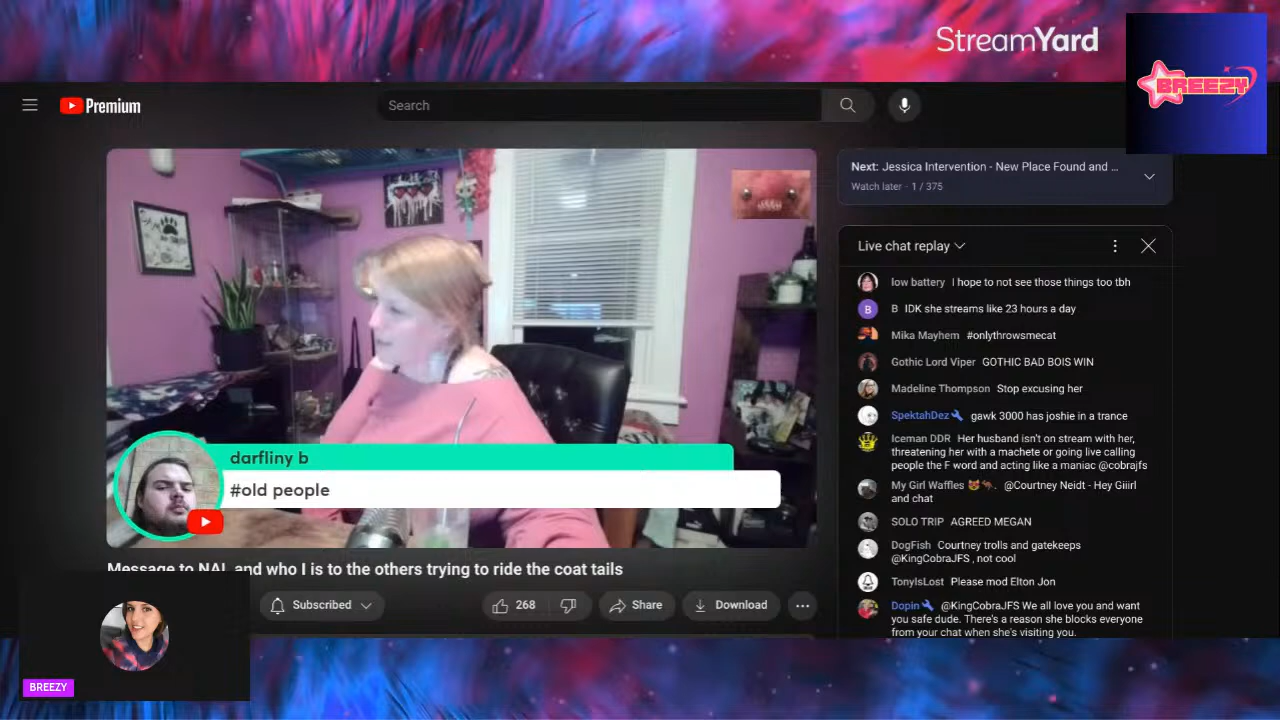 StreamYard
BREEZY
Premium
Search
Next: Jessica Intervention - New Place Found and ...
Watch later · 1 / 375
Live chat replay
low battery I hope to not see those things too tbh
B B IDK she streams like 23 hours a day
Mika Mayhem #onlythrowsmecat
Gothic Lord Viper GOTHIC BAD BOIS WIN
Madeline Thompson Stop excusing her
SpektahDez gawk 3000 has joshie in a trance
Iceman DDR Her husband isn't on stream with her,
threatening her with a machete or going live calling
people the F word and acting like a maniac @cobrajfs
My Girl Waffles @Courtney Neidt - Hey Giiirl
and chat
SOLO TRIP AGREED MEGAN
DogFish Courtney trolls and gatekeeps
@KingCobraJFS , not cool
TonyIsLost Please mod Elton Jon
Dopin @KingCobraJFS We all love you and want
you safe dude. There's a reason she blocks everyone
from your chat when she's visiting you.
darfliny b
#old people
Message to NAL and who I is to the others trying to ride the coat tails
Subscribed
268
Share
Download
BREEZY